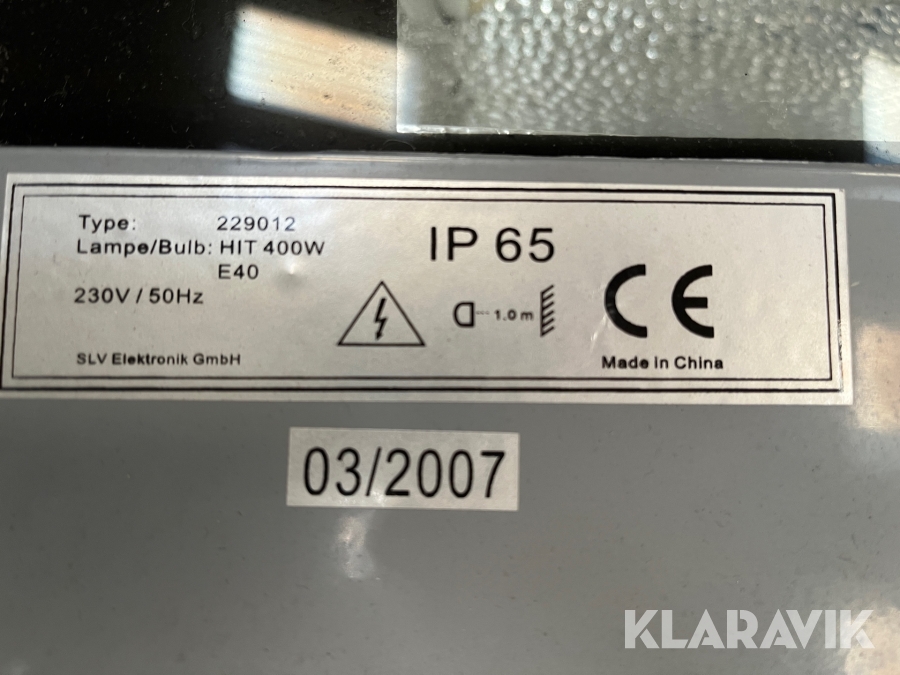 Type: 229012
Lampe/Bulb: HIT 400W
E40
230V / 50Hz
SLV Elektronik GmbH
IP 65
1.0 m
CE
Made in China
03/2007
KLARAVIK